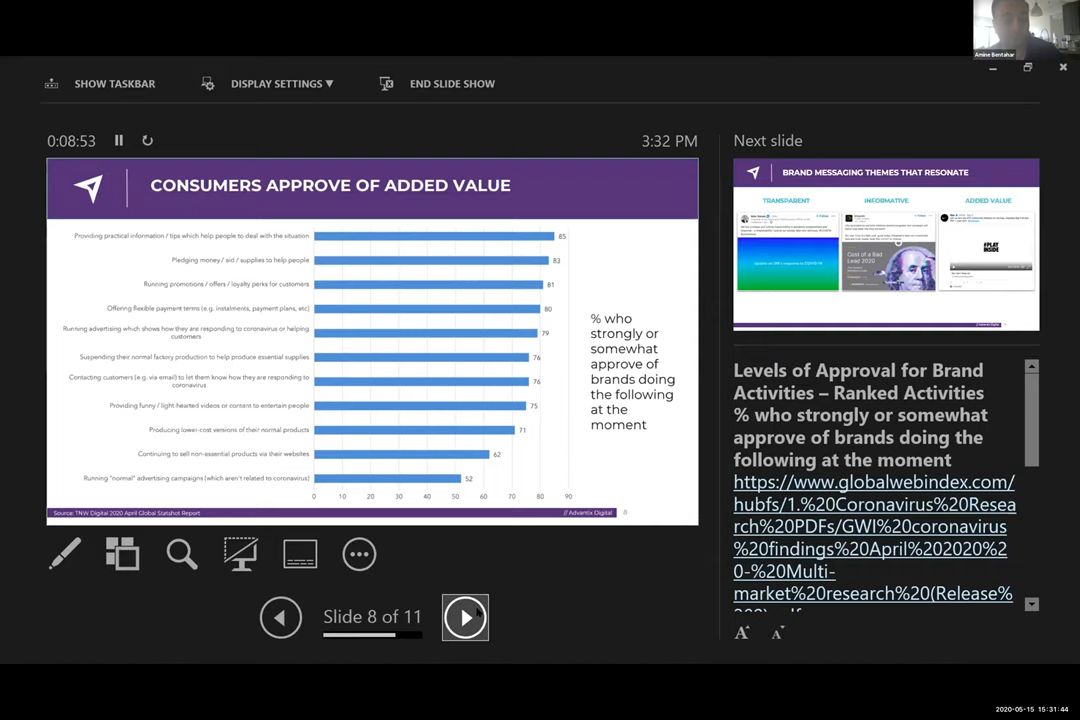 Amine Bentahar
SHOW TASKBAR
DISPLAY SETTINGS ▼
END SLIDE SHOW
0:08:53
3:32 PM
Next slide
CONSUMERS APPROVE OF ADDED VALUE
Providing practical information / tips which help people to deal with the situation
85
Pledging money / aid / supplies to help people
83
Running promotions / offers / loyalty perks for customers
81
Offering flexible payment terms (e.g. instalments, payment plans, etc)
80
Running advertising which shows how they are responding to coronavirus or helping
customers
79
Suspending their normal factory production to help produce essential supplies
76
Contacting customers (e.g. via email) to let them know how they are responding to
coronavirus
76
Providing funny / light-hearted videos or content to entertain people
75
Producing lower-cost versions of their normal products
71
Continuing to sell non-essential products via their websites
62
Running "normal" advertising campaigns (which aren't related to coronavirus)
52
0 10 20 30 40 50 60 70 80 90
% who
strongly or
somewhat
approve of
brands doing
the following
at the
moment
Source: TNW Digital 2020 April Global Statshot Report
// Advantix Digital
8
BRAND MESSAGING THEMES THAT RESONATE
TRANSPARENT
INFORMATIVE
ADDED VALUE
Cost of a Bad
Lead 2020
#PLAY
INSIDE
Levels of Approval for Brand
Activities – Ranked Activities
% who strongly or somewhat
approve of brands doing the
following at the moment
https://www.globalwebindex.com/
hubfs/1.%20Coronavirus%20Resea
rch%20PDFs/GWI%20coronavirus
%20findings%20April%202020%2
0-%20Multi-
market%20research%20(Release%
Slide 8 of 11
A A
2020-05-15 15:31:44